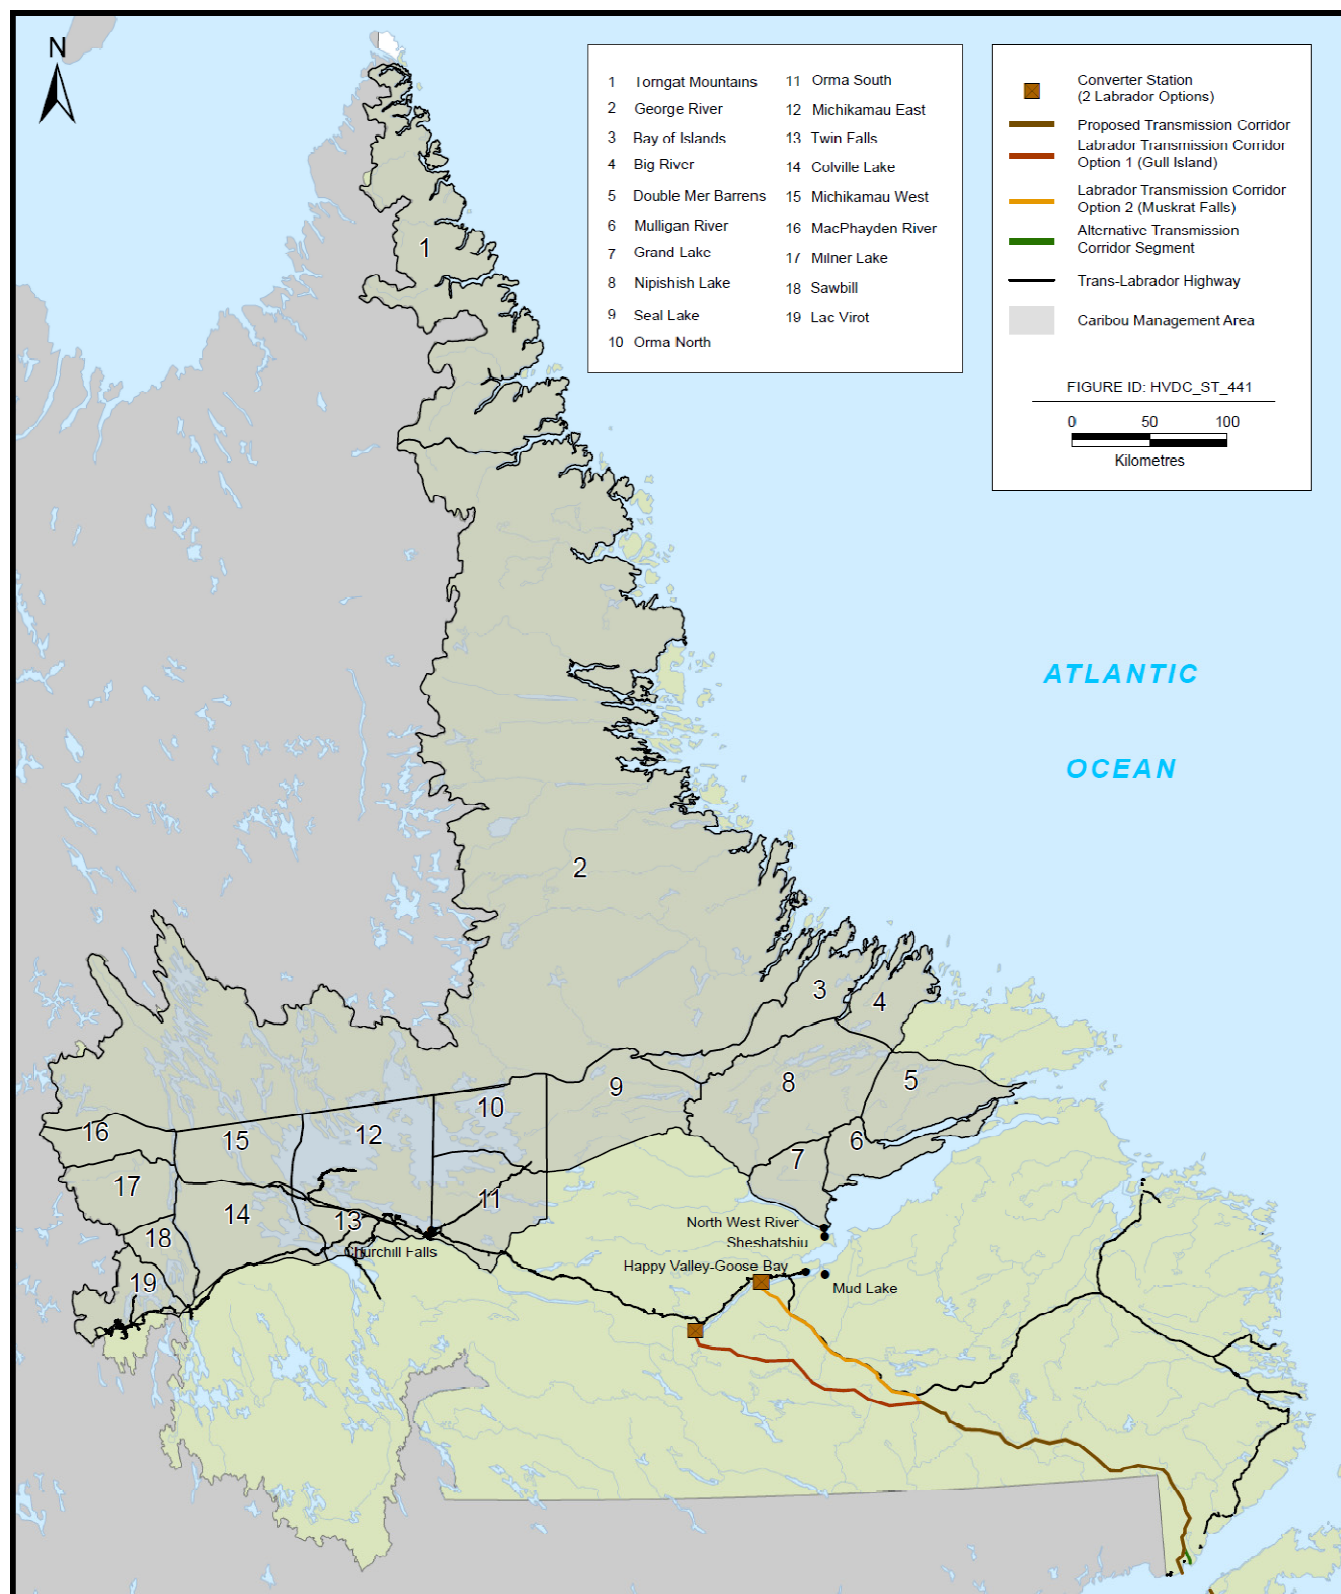 N
1 Torngat Mountains
2 George River
3 Bay of Islands
4 Big River
5 Double Mer Barrens
6 Mulligan River
7 Grand Lake
8 Nipishish Lake
9 Seal Lake
10 Orma North
11 Orma South
12 Michikamau East
13 Twin Falls
14 Colville Lake
15 Michikamau West
16 MacPhayden River
17 Milner Lake
18 Sawbill
19 Lac Virot
Converter Station
(2 Labrador Options)
Proposed Transmission Corridor
Labrador Transmission Corridor
Option 1 (Gull Island)
Labrador Transmission Corridor
Option 2 (Muskrat Falls)
Alternative Transmission
Corridor Segment
Trans-Labrador Highway
Caribou Management Area
FIGURE ID: HVDC_ST_441
0 50 100
Kilometres
1
ATLANTIC
OCEAN
2
3
4
5
6
7
8
9
10
11
12
13
14
15
16
17
18
19
Churchill Falls
North West River
Sheshatshiu
Happy Valley-Goose Bay
Mud Lake